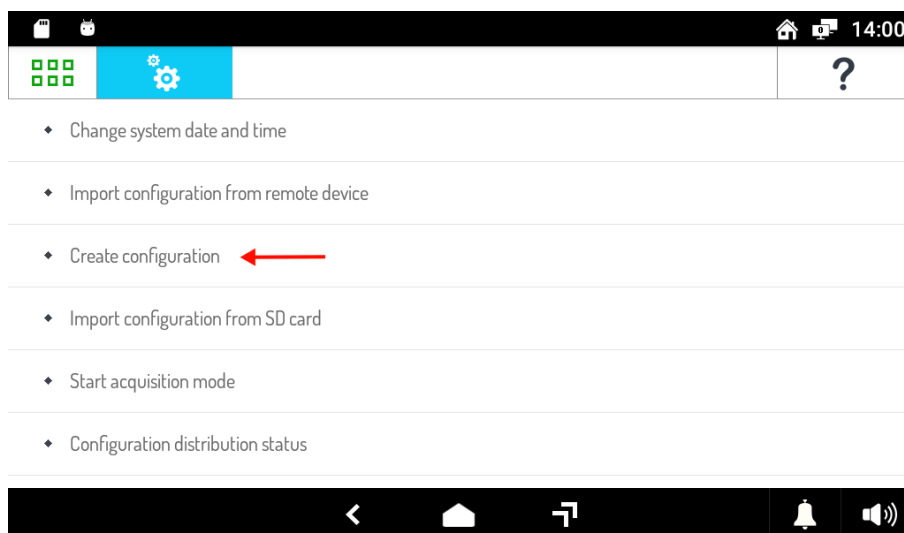 14:00
?
Change system date and time
Import configuration from remote device
Create configuration
Import configuration from SD card
Start acquisition mode
Configuration distribution status